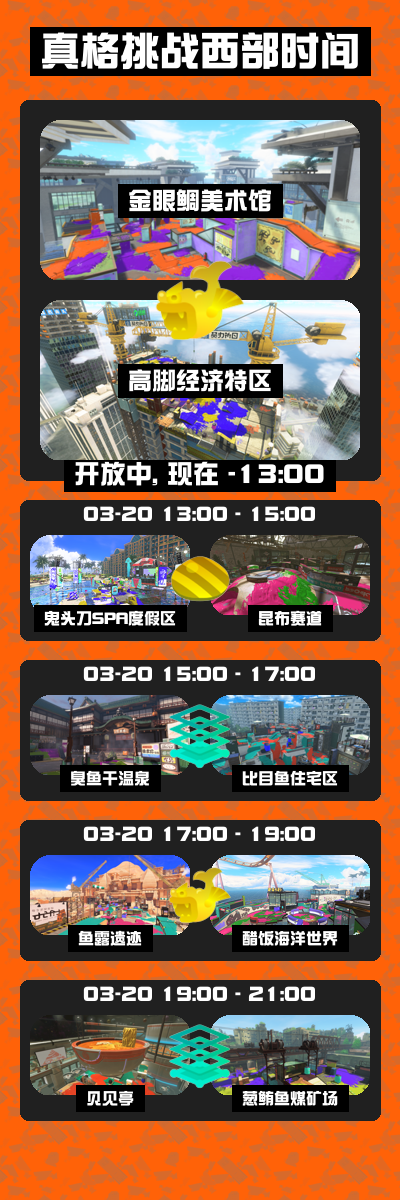 真格挑战西部时间
金眼鲷美术馆
高脚经济特区
开放中, 现在 -13:00
03-20 13:00 - 15:00
鬼头刀SPA度假区
昆布赛道
03-20 15:00 - 17:00
臭鱼干温泉
比目鱼住宅区
03-20 17:00 - 19:00
鱼露遗迹
醋饭海洋世界
03-20 19:00 - 21:00
贝贝亭
葱鲔鱼煤矿场